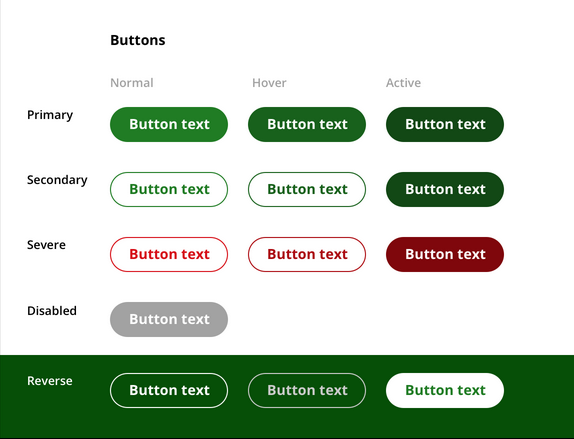 Buttons
Normal Hover Active
Primary Button text Button text Button text
Secondary Button text Button text Button text
Severe Button text Button text Button text
Disabled Button text
Reverse Button text Button text Button text